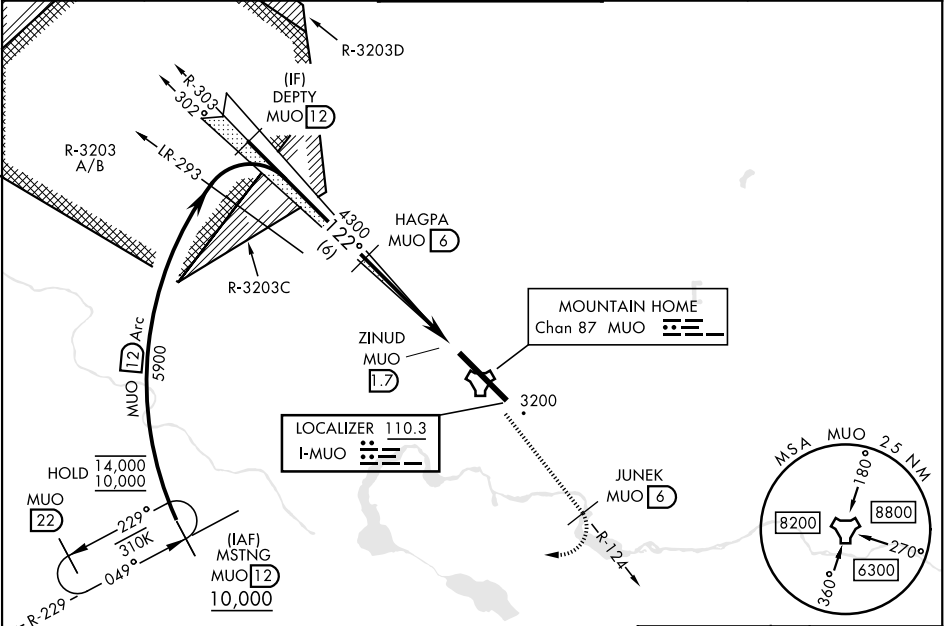 R-3203D
(IF)
DEPTY
MUO 12
R-303
302°
R-3203
A/B
LR-293
4300
122°
(6)
HAGPA
MUO 6
R-3203C
MOUNTAIN HOME
Chan 87 MUO
ZINUD
MUO
1.7
MUO 12 Arc
5900
3200
LOCALIZER 110.3
I-MUO
HOLD 14,000
10,000
MUO
22
229°
310K
049°
R-229
(IAF)
MSTNG
MUO 12
10,000
JUNEK
MUO 6
R-124
MSA MUO 25 NM
180°
8200
8800
270°
6300
360°